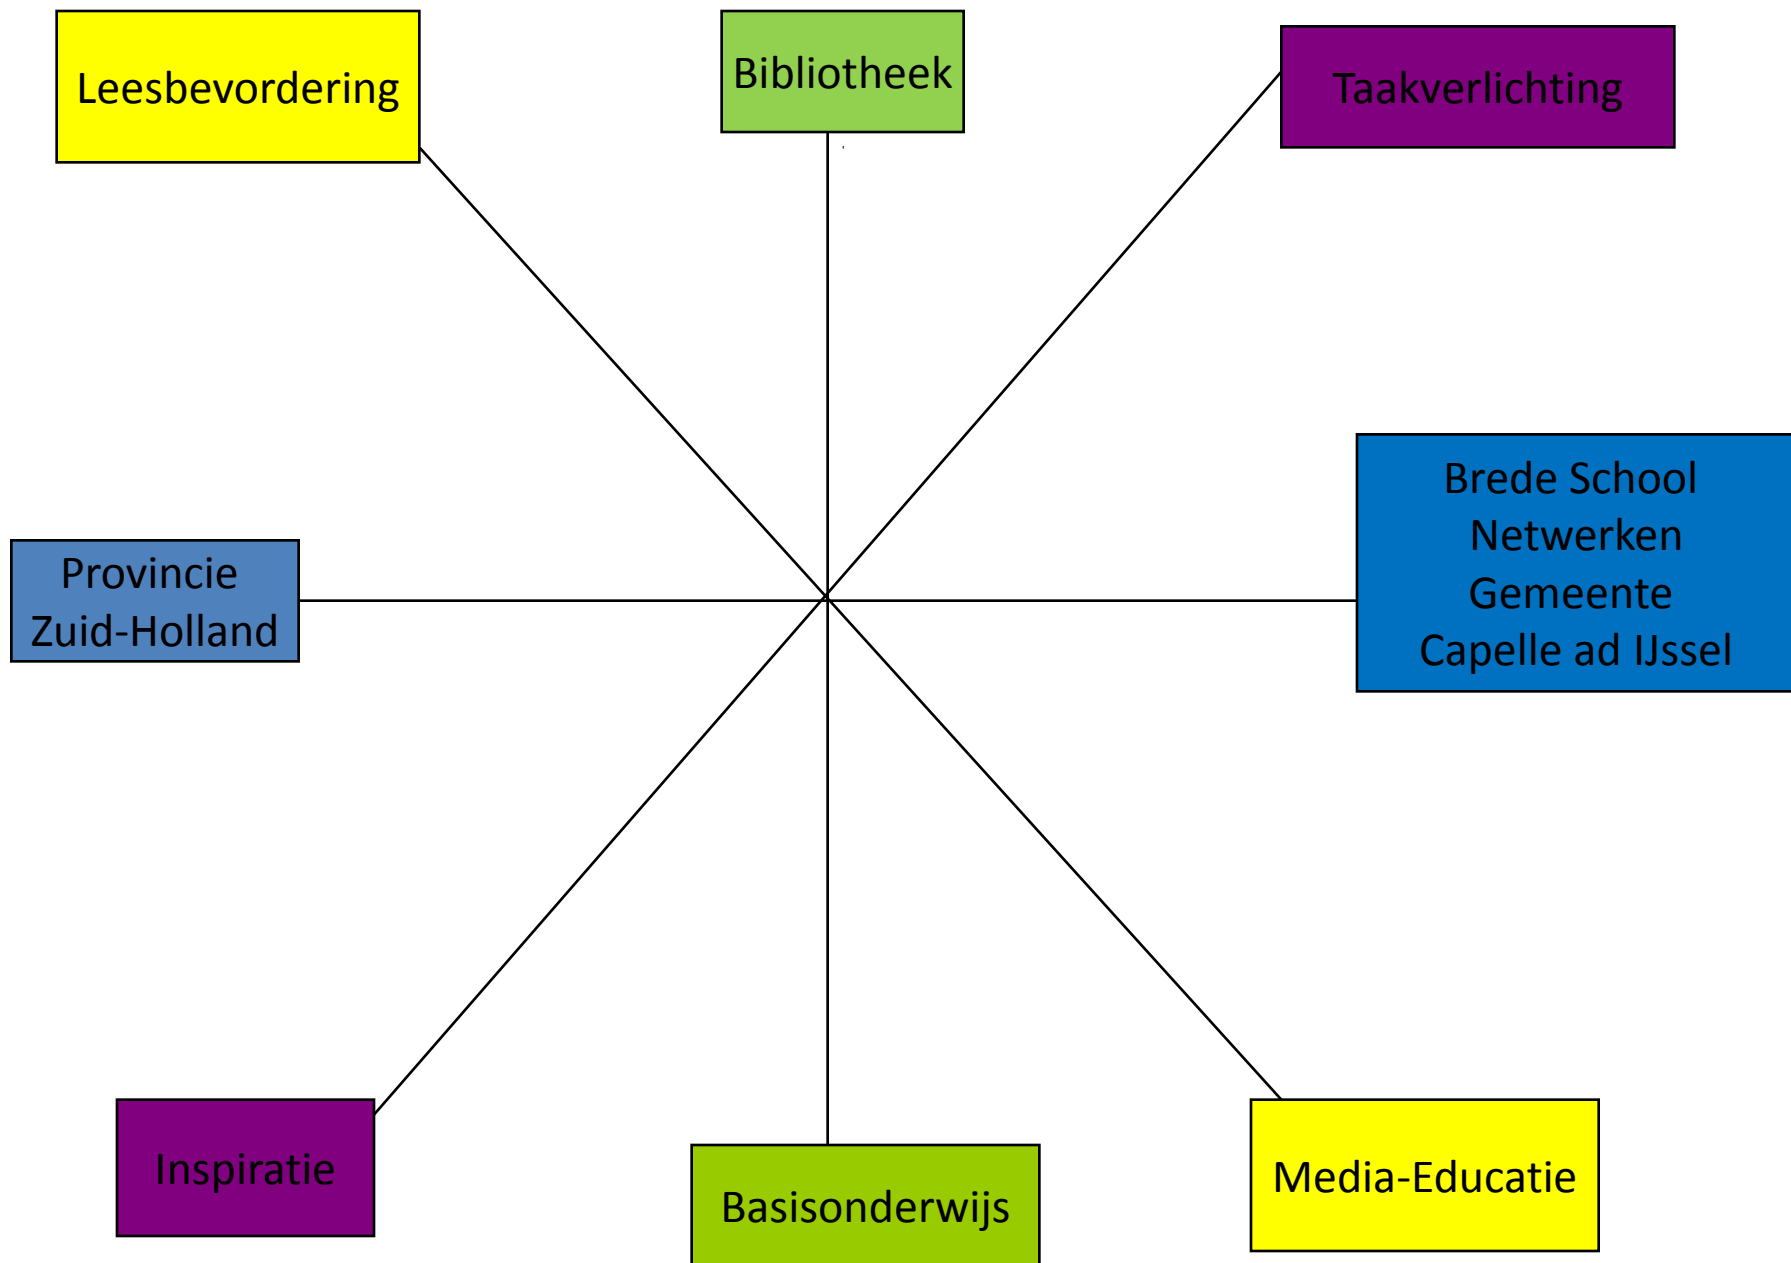 Leesbevordering
Bibliotheek
Taakverlichting
Provincie
Zuid-Holland
Brede School
Netwerken
Gemeente
Capelle ad IJssel
Inspiratie
Basisonderwijs
Media-Educatie